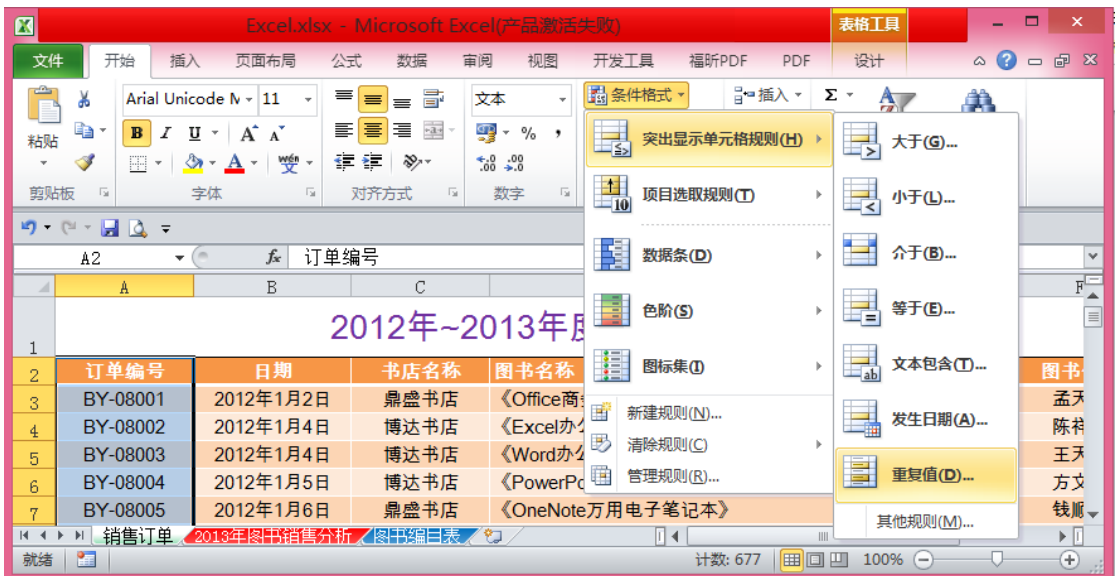 Excel.xlsx - Microsoft Excel(产品激活失败) 表格工具
文件 开始 插入 页面布局 公式 数据 审阅 视图 开发工具 福昕PDF PDF 设计
Arial Unicode N 11 文本 条件格式 插入 Σ
粘贴 B I U A A % ,
A wén 文 .00 .00
剪贴板 字体 对齐方式 数字
突出显示单元格规则(H)
项目选取规则(T)
数据条(D)
色阶(S)
图标集(I)
新建规则(N)...
清除规则(C)
管理规则(R)...
大于(G)...
小于(L)...
介于(B)...
等于(E)...
文本包含(T)...
发生日期(A)...
重复值(D)...
其他规则(M)...
A2 fx 订单编号
A B C F
1 2012年~2013年度
2 订单编号 日期 书店名称 图书名称 图书
3 BY-08001 2012年1月2日 鼎盛书店 《Office商 孟天
4 BY-08002 2012年1月4日 博达书店 《Excel办公 陈祥
5 BY-08003 2012年1月4日 博达书店 《Word办公 王天
6 BY-08004 2012年1月5日 博达书店 《PowerPo 方文
7 BY-08005 2012年1月6日 鼎盛书店 《OneNote万用电子笔记本》 钱顺
销售订单 2013年图书销售分析 图书编目表
就绪 计数: 677 100%